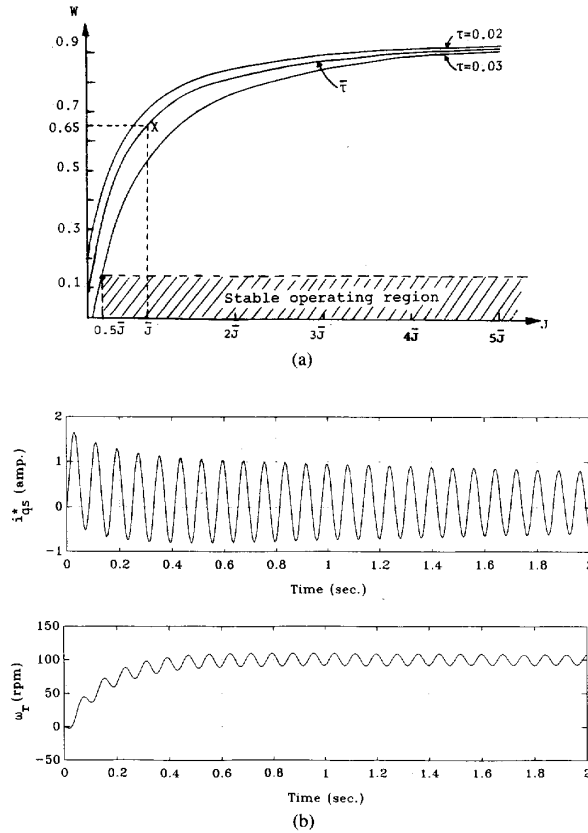 W
0.9
0.7
0.65
0.5
0.3
0.1
X
τ=0.02
τ̄
τ=0.03
Stable operating region
0.5J̄ J̄ 2J̄ 3J̄ 4J̄ 5J̄ J
(a)
2
1
0
-1
i*qs (amp.)
0 0.2 0.4 0.6 0.8 1 1.2 1.4 1.6 1.8 2
Time (sec.)
150
100
50
0
-50
ωr (rpm)
0 0.2 0.4 0.6 0.8 1 1.2 1.4 1.6 1.8 2
Time (sec.)
(b)